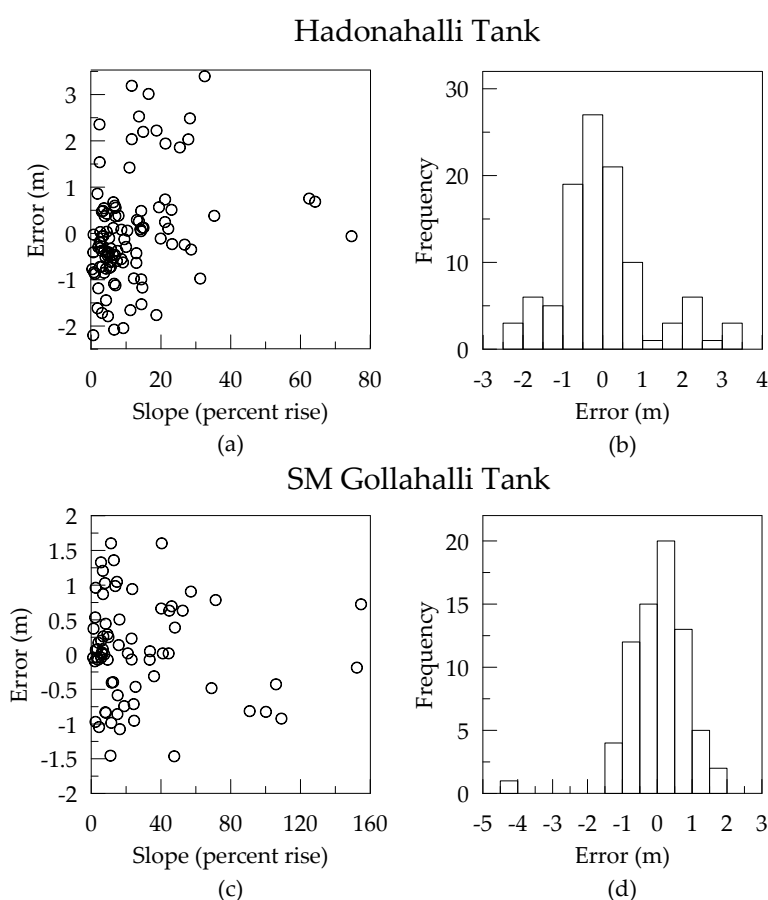 Hadonahalli Tank
Error (m)
3
2
1
0
-1
-2
0 20 40 60 80
Slope (percent rise)
(a)
Frequency
30
20
10
0
-3 -2 -1 0 1 2 3 4
Error (m)
(b)
SM Gollahalli Tank
Error (m)
2
1.5
1
0.5
0
-0.5
-1
-1.5
-2
0 40 80 120 160
Slope (percent rise)
(c)
Frequency
20
15
10
5
0
-5 -4 -3 -2 -1 0 1 2 3
Error (m)
(d)